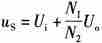 u_S = U_i + \frac{N_1}{N_2} U_o